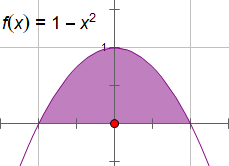 f(x) = 1 − x²
1